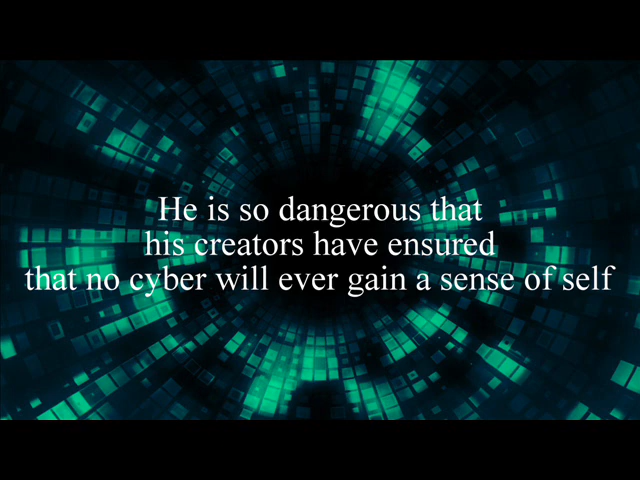 He is so dangerous that
his creators have ensured
that no cyber will ever gain a sense of self